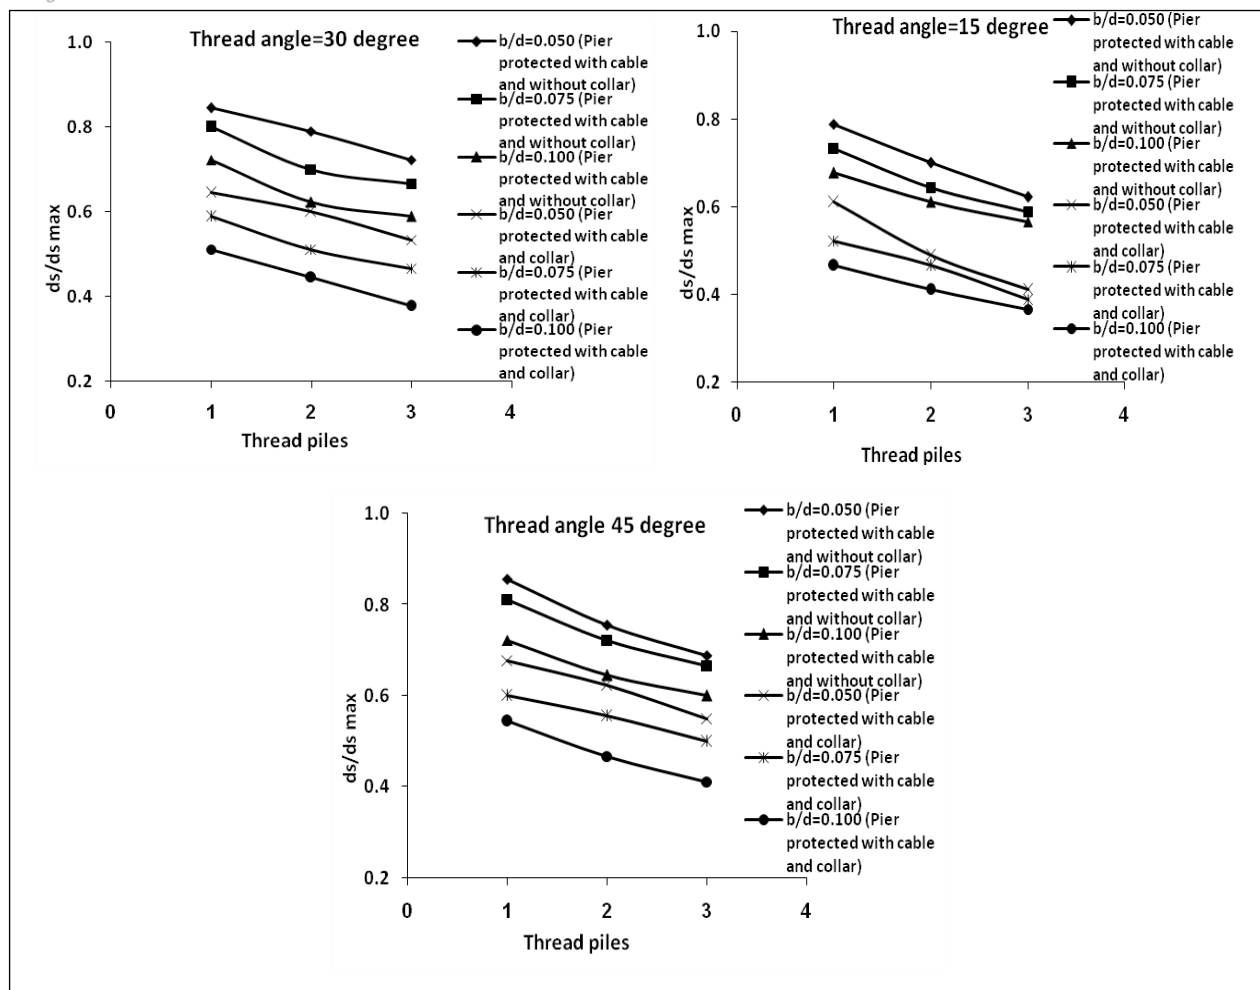 Thread angle=30 degree
ds/ds max
1.0
0.8
0.6
0.4
0.2
0
1
2
3
4
Thread piles
b/d=0.050 (Pier
protected with cable
and without collar)
b/d=0.075 (Pier
protected with cable
and without collar)
b/d=0.100 (Pier
protected with cable
and without collar)
b/d=0.050 (Pier
protected with cable
and collar)
b/d=0.075 (Pier
protected with cable
and collar)
b/d=0.100 (Pier
protected with cable
and collar)
Thread angle=15 degree
ds/ds max
1.0
0.8
0.6
0.4
0.2
0
1
2
3
4
Thread piles
b/d=0.050 (Pier
protected with cable
and without collar)
b/d=0.075 (Pier
protected with cable
and without collar)
b/d=0.100 (Pier
protected with cable
and without collar)
b/d=0.050 (Pier
protected with cable
and collar)
b/d=0.075 (Pier
protected with cable
and collar)
b/d=0.100 (Pier
protected with cable
and collar)
Thread angle 45 degree
ds/ds max
1.0
0.8
0.6
0.4
0.2
0
1
2
3
4
Thread piles
b/d=0.050 (Pier
protected with cable
and without collar)
b/d=0.075 (Pier
protected with cable
and without collar)
b/d=0.100 (Pier
protected with cable
and without collar)
b/d=0.050 (Pier
protected with cable
and collar)
b/d=0.075 (Pier
protected with cable
and collar)
b/d=0.100 (Pier
protected with cable
and collar)